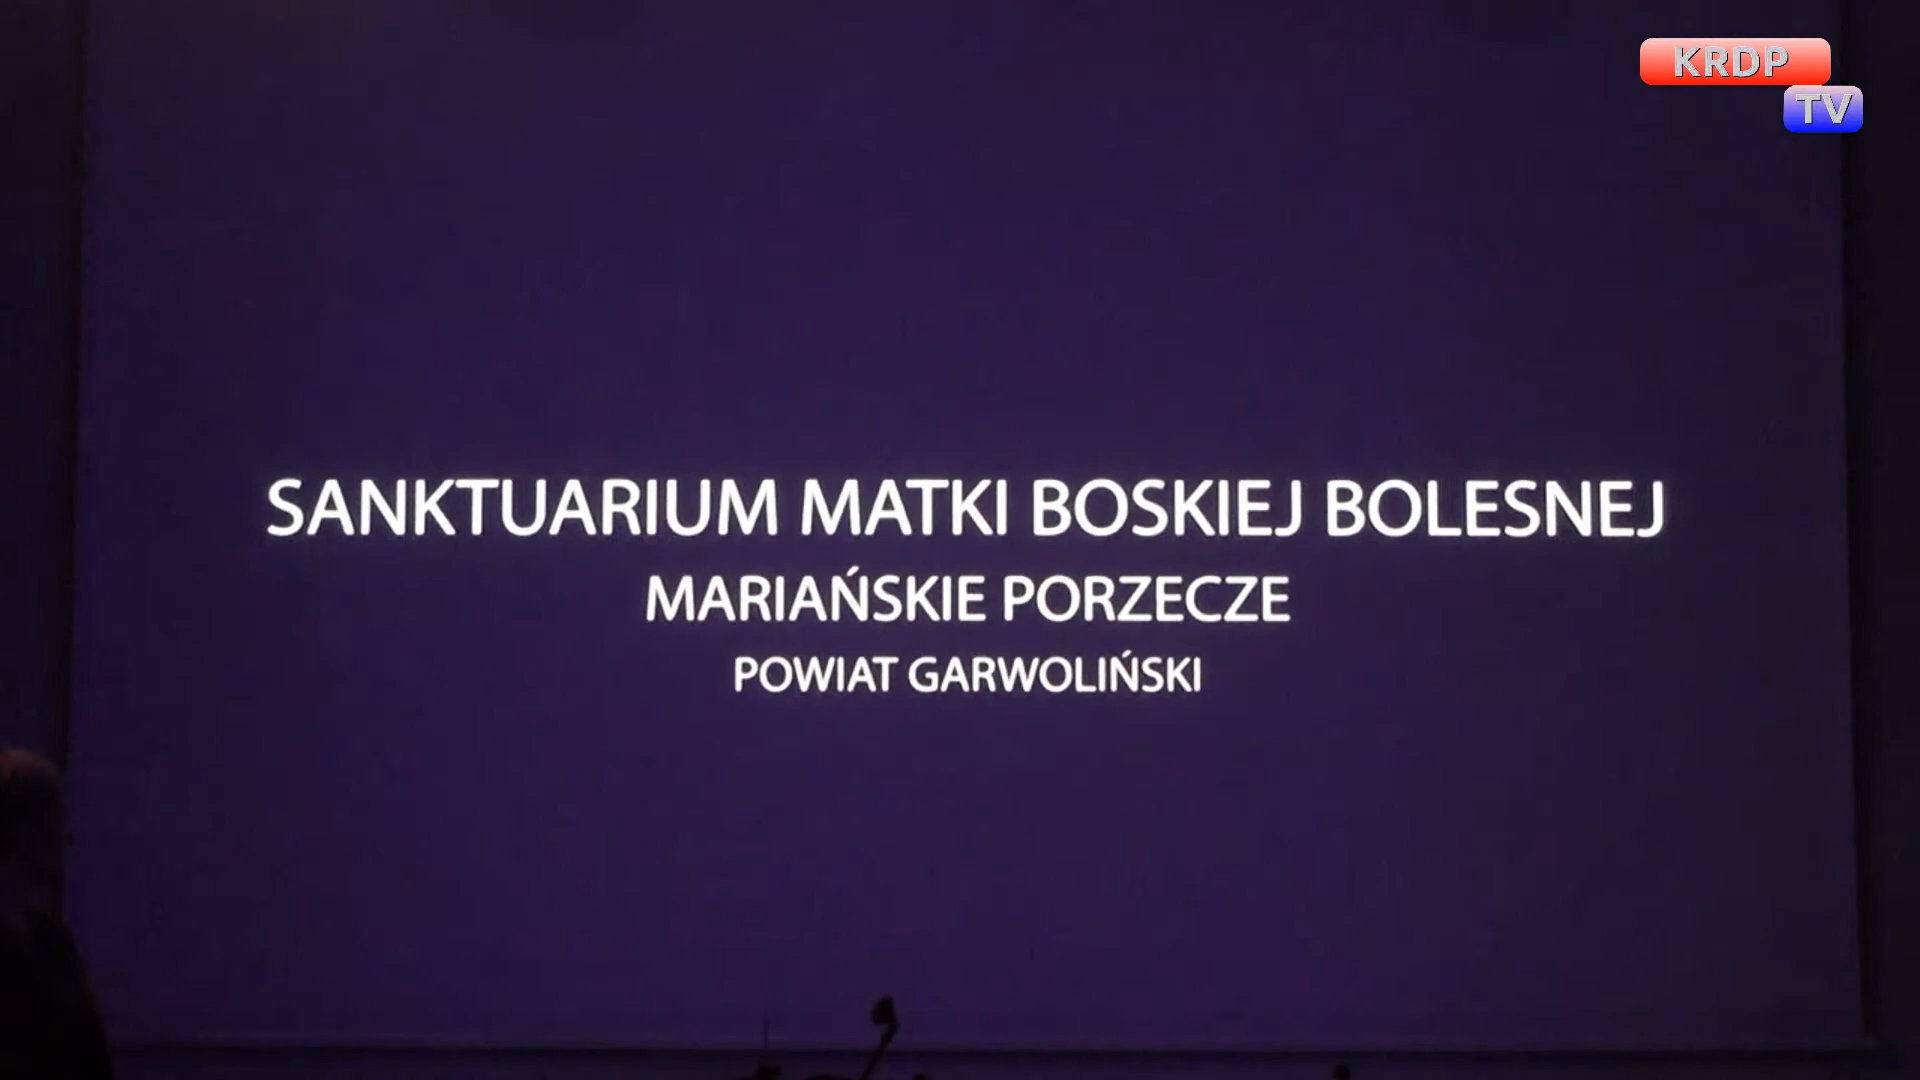 KRDP
TV
SANKTUARIUM MATKI BOSKIEJ BOLESNEJ
MARIAŃSKIE PORZECZE
POWIAT GARWOLIŃSKI